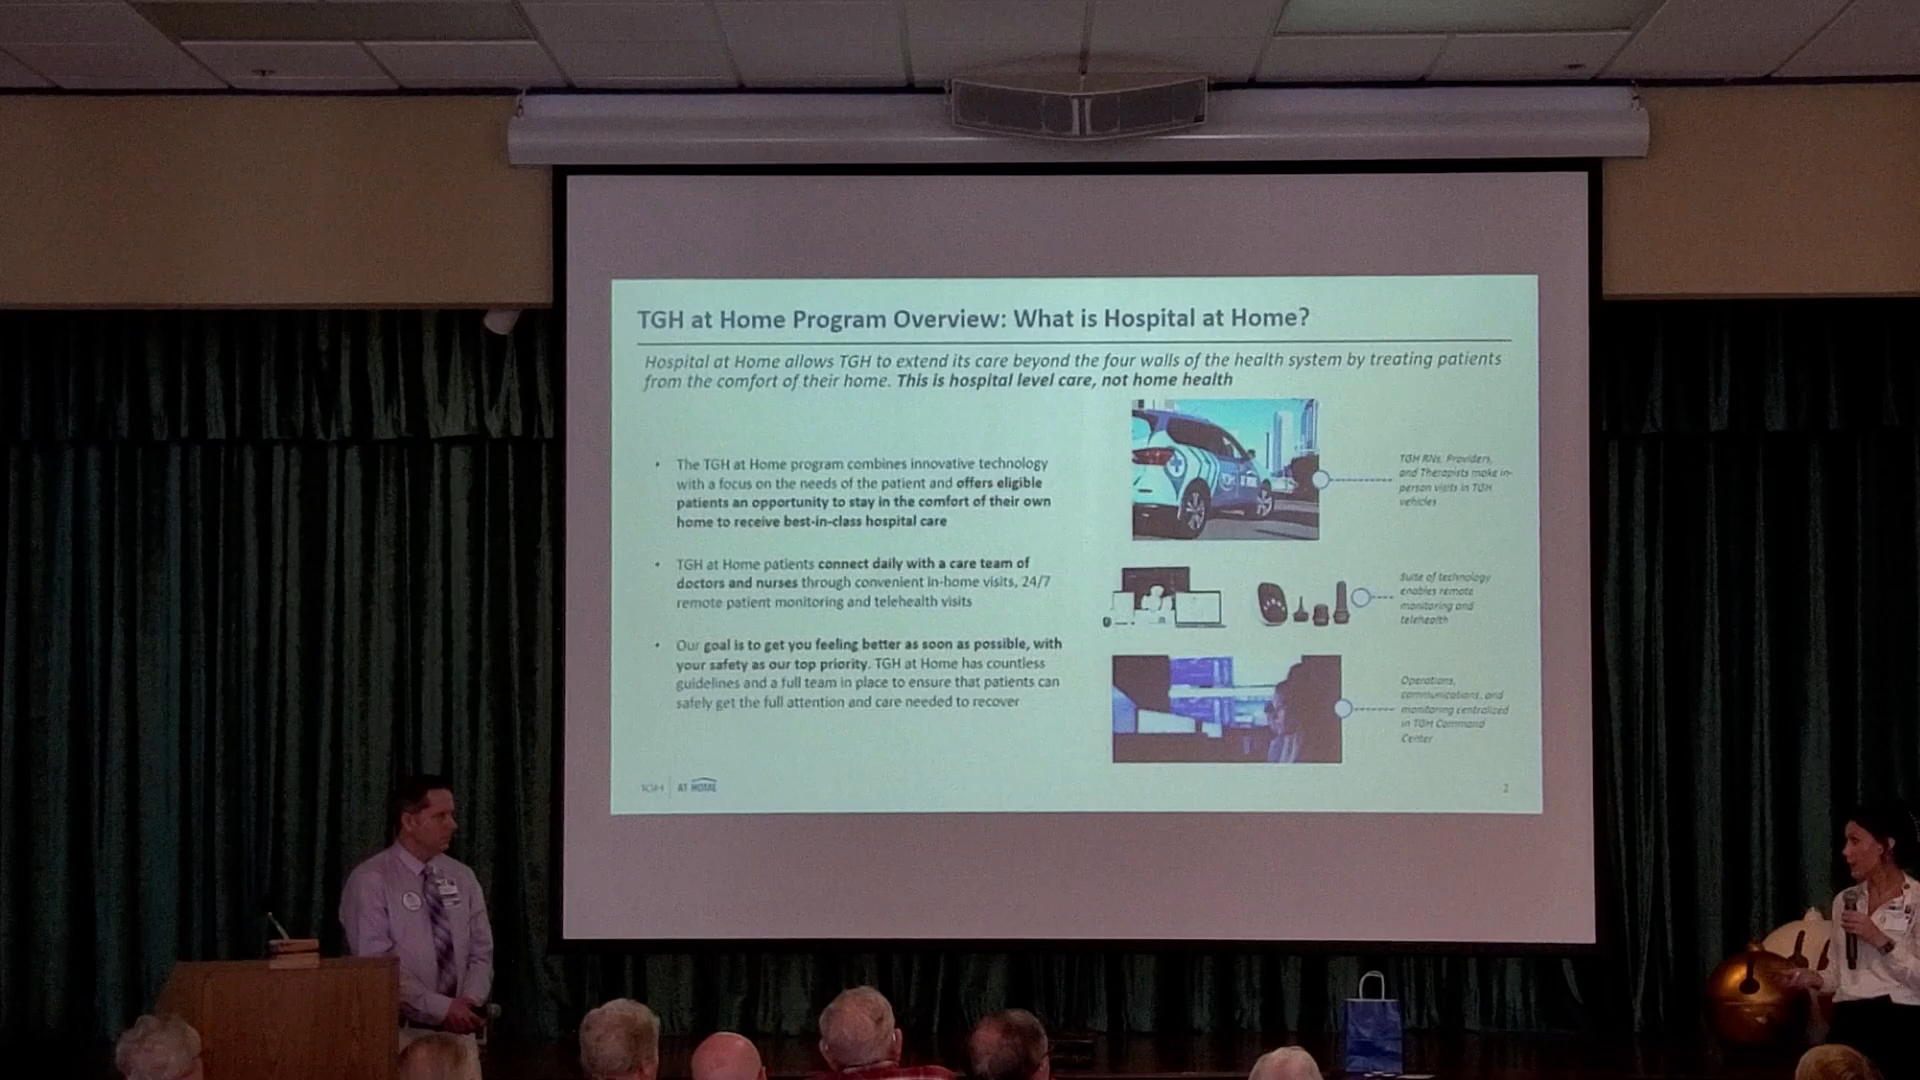 TGH at Home Program Overview: What is Hospital at Home?
Hospital at Home allows TGH to extend its care beyond the four walls of the health system by treating patients
from the comfort of their home. This is hospital level care, not home health
• The TGH at Home program combines innovative technology
with a focus on the needs of the patient and offers eligible
patients an opportunity to stay in the comfort of their own
home to receive best-in-class hospital care
• TGH at Home patients connect daily with a care team of
doctors and nurses through convenient in-home visits, 24/7
remote patient monitoring and telehealth visits
• Our goal is to get you feeling better as soon as possible, with
your safety as our top priority. TGH at Home has countless
guidelines and a full team in place to ensure that patients can
safely get the full attention and care needed to recover
TGH RNs, Providers,
and Therapists make in-
person visits in TGH
vehicles
Suite of technology
enables remote
monitoring and
telehealth
Operations,
communications, and
monitoring centralized
in TGH Command
Center
TGH | AT HOME
2